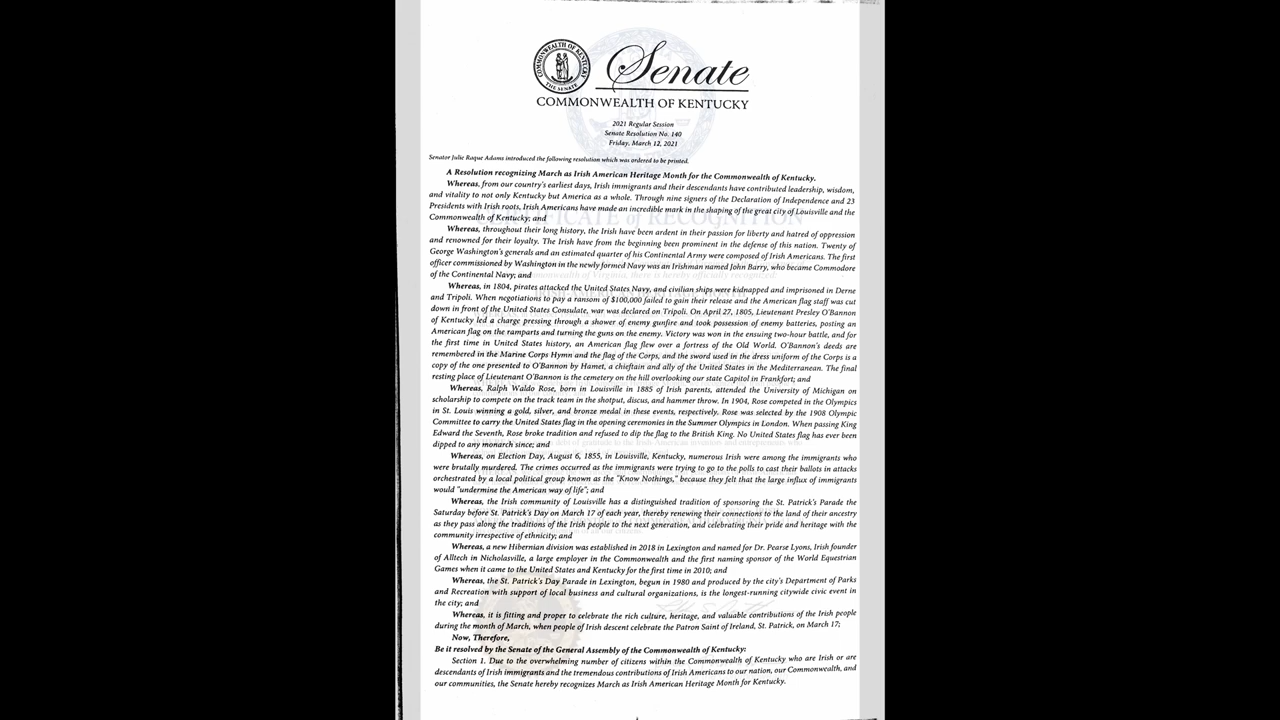 COMMONWEALTH OF KENTUCKY
THE SENATE
Senate
COMMONWEALTH OF KENTUCKY
2021 Regular Session
Senate Resolution No. 140
Friday, March 12, 2021
Senator Julie Raque Adams introduced the following resolution which was ordered to be printed.
A Resolution recognizing March as Irish American Heritage Month for the Commonwealth of Kentucky.
Whereas, from our country's earliest days, Irish immigrants and their descendants have contributed leadership, wisdom,
and vitality to not only Kentucky but America as a whole. Through nine signers of the Declaration of Independence and 23
Presidents with Irish roots, Irish Americans have made an incredible mark in the shaping of the great city of Louisville and the
Commonwealth of Kentucky; and
CERTIFICATE of RECOGNITION
Whereas, throughout their long history, the Irish have been ardent in their passion for liberty and hatred of oppression
and renowned for their loyalty. The Irish have from the beginning been prominent in the defense of this nation. Twenty of
George Washington's generals and an estimated quarter of his Continental Army were composed of Irish Americans. The first
officer commissioned by Washington in the newly formed Navy was an Irishman named John Barry, who became Commodore
of the Continental Navy; and
Commonwealth of Virginia, there is hereby officially recognized:
Whereas, in 1804, pirates attacked the United States Navy, and civilian ships were kidnapped and imprisoned in Derne
and Tripoli. When negotiations to pay a ransom of $100,000 failed to gain their release and the American flag staff was cut
down in front of the United States Consulate, war was declared on Tripoli. On April 27, 1805, Lieutenant Presley O'Bannon
of Kentucky led a charge pressing through a shower of enemy gunfire and took possession of enemy batteries, posting an
American flag on the ramparts and turning the guns on the enemy. Victory was won in the ensuing two-hour battle, and for
the first time in United States history, an American flag flew over a fortress of the Old World. O'Bannon's deeds are
remembered in the Marine Corps Hymn and the flag of the Corps, and the sword used in the dress uniform of the Corps is a
copy of the one presented to O'Bannon by Hamet, a chieftain and ally of the United States in the Mediterranean. The final
resting place of Lieutenant O'Bannon is the cemetery on the hill overlooking our state Capitol in Frankfort; and
Whereas, Ralph Waldo Rose, born in Louisville in 1885 of Irish parents, attended the University of Michigan on
scholarship to compete on the track team in the shotput, discus, and hammer throw. In 1904, Rose competed in the Olympics
in St. Louis winning a gold, silver, and bronze medal in these events, respectively. Rose was selected by the 1908 Olympic
Committee to carry the United States flag in the opening ceremonies in the Summer Olympics in London. When passing King
Edward the Seventh, Rose broke tradition and refused to dip the flag to the British King. No United States flag has ever been
dipped to any monarch since; and
Whereas, on Election Day, August 6, 1855, in Louisville, Kentucky, numerous Irish were among the immigrants who
were brutally murdered. The crimes occurred as the immigrants were trying to go to the polls to cast their ballots in attacks
orchestrated by a local political group known as the "Know Nothings," because they felt that the large influx of immigrants
would "undermine the American way of life"; and
Whereas, the Irish community of Louisville has a distinguished tradition of sponsoring the St. Patrick's Parade the
Saturday before St. Patrick's Day on March 17 of each year, thereby renewing their connections to the land of their ancestry
as they pass along the traditions of the Irish people to the next generation, and celebrating their pride and heritage with the
community irrespective of ethnicity; and
Whereas, a new Hibernian division was established in 2018 in Lexington and named for Dr. Pearse Lyons, Irish founder
of Alltech in Nicholasville, a large employer in the Commonwealth and the first naming sponsor of the World Equestrian
Games when it came to the United States and Kentucky for the first time in 2010; and
Whereas, the St. Patrick's Day Parade in Lexington, begun in 1980 and produced by the city's Department of Parks
and Recreation with support of local business and cultural organizations, is the longest-running citywide civic event in
the city; and
Whereas, it is fitting and proper to celebrate the rich culture, heritage, and valuable contributions of the Irish people
during the month of March, when people of Irish descent celebrate the Patron Saint of Ireland, St. Patrick, on March 17;
Now, Therefore,
Be it resolved by the Senate of the General Assembly of the Commonwealth of Kentucky:
Section 1. Due to the overwhelming number of citizens within the Commonwealth of Kentucky who are Irish or are
descendants of Irish immigrants and the tremendous contributions of Irish Americans to our nation, our Commonwealth, and
our communities, the Senate hereby recognizes March as Irish American Heritage Month for Kentucky.